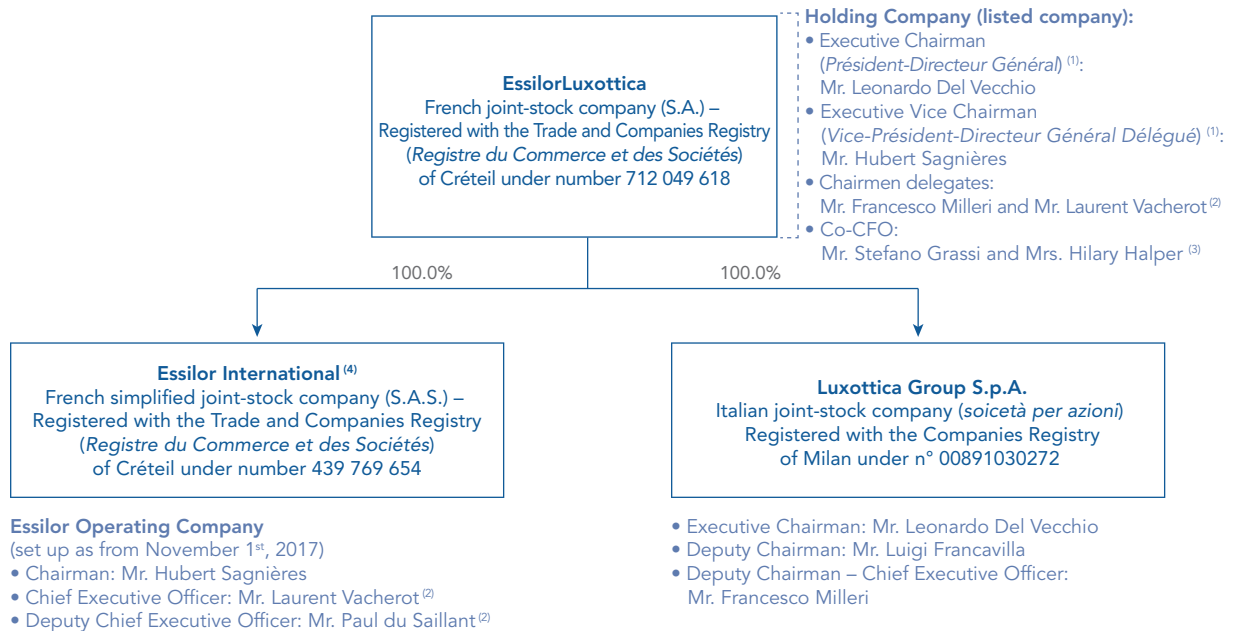 EssilorLuxottica
French joint-stock company (S.A.) –
Registered with the Trade and Companies Registry
(Registre du Commerce et des Sociétés)
of Créteil under number 712 049 618
Holding Company (listed company):
• Executive Chairman
(Président-Directeur Général) (1):
Mr. Leonardo Del Vecchio
• Executive Vice Chairman
(Vice-Président-Directeur Général Délégué) (1):
Mr. Hubert Sagnières
• Chairmen delegates:
Mr. Francesco Milleri and Mr. Laurent Vacherot (2)
• Co-CFO:
Mr. Stefano Grassi and Mrs. Hilary Halper (3)
100.0%
100.0%
Essilor International (4)
French simplified joint-stock company (S.A.S.) –
Registered with the Trade and Companies Registry
(Registre du Commerce et des Sociétés)
of Créteil under number 439 769 654
Luxottica Group S.p.A.
Italian joint-stock company (soicetà per azioni)
Registered with the Companies Registry
of Milan under n° 00891030272
Essilor Operating Company
(set up as from November 1st, 2017)
• Chairman: Mr. Hubert Sagnières
• Chief Executive Officer: Mr. Laurent Vacherot (2)
• Deputy Chief Executive Officer: Mr. Paul du Saillant (2)
• Executive Chairman: Mr. Leonardo Del Vecchio
• Deputy Chairman: Mr. Luigi Francavilla
• Deputy Chairman – Chief Executive Officer:
Mr. Francesco Milleri